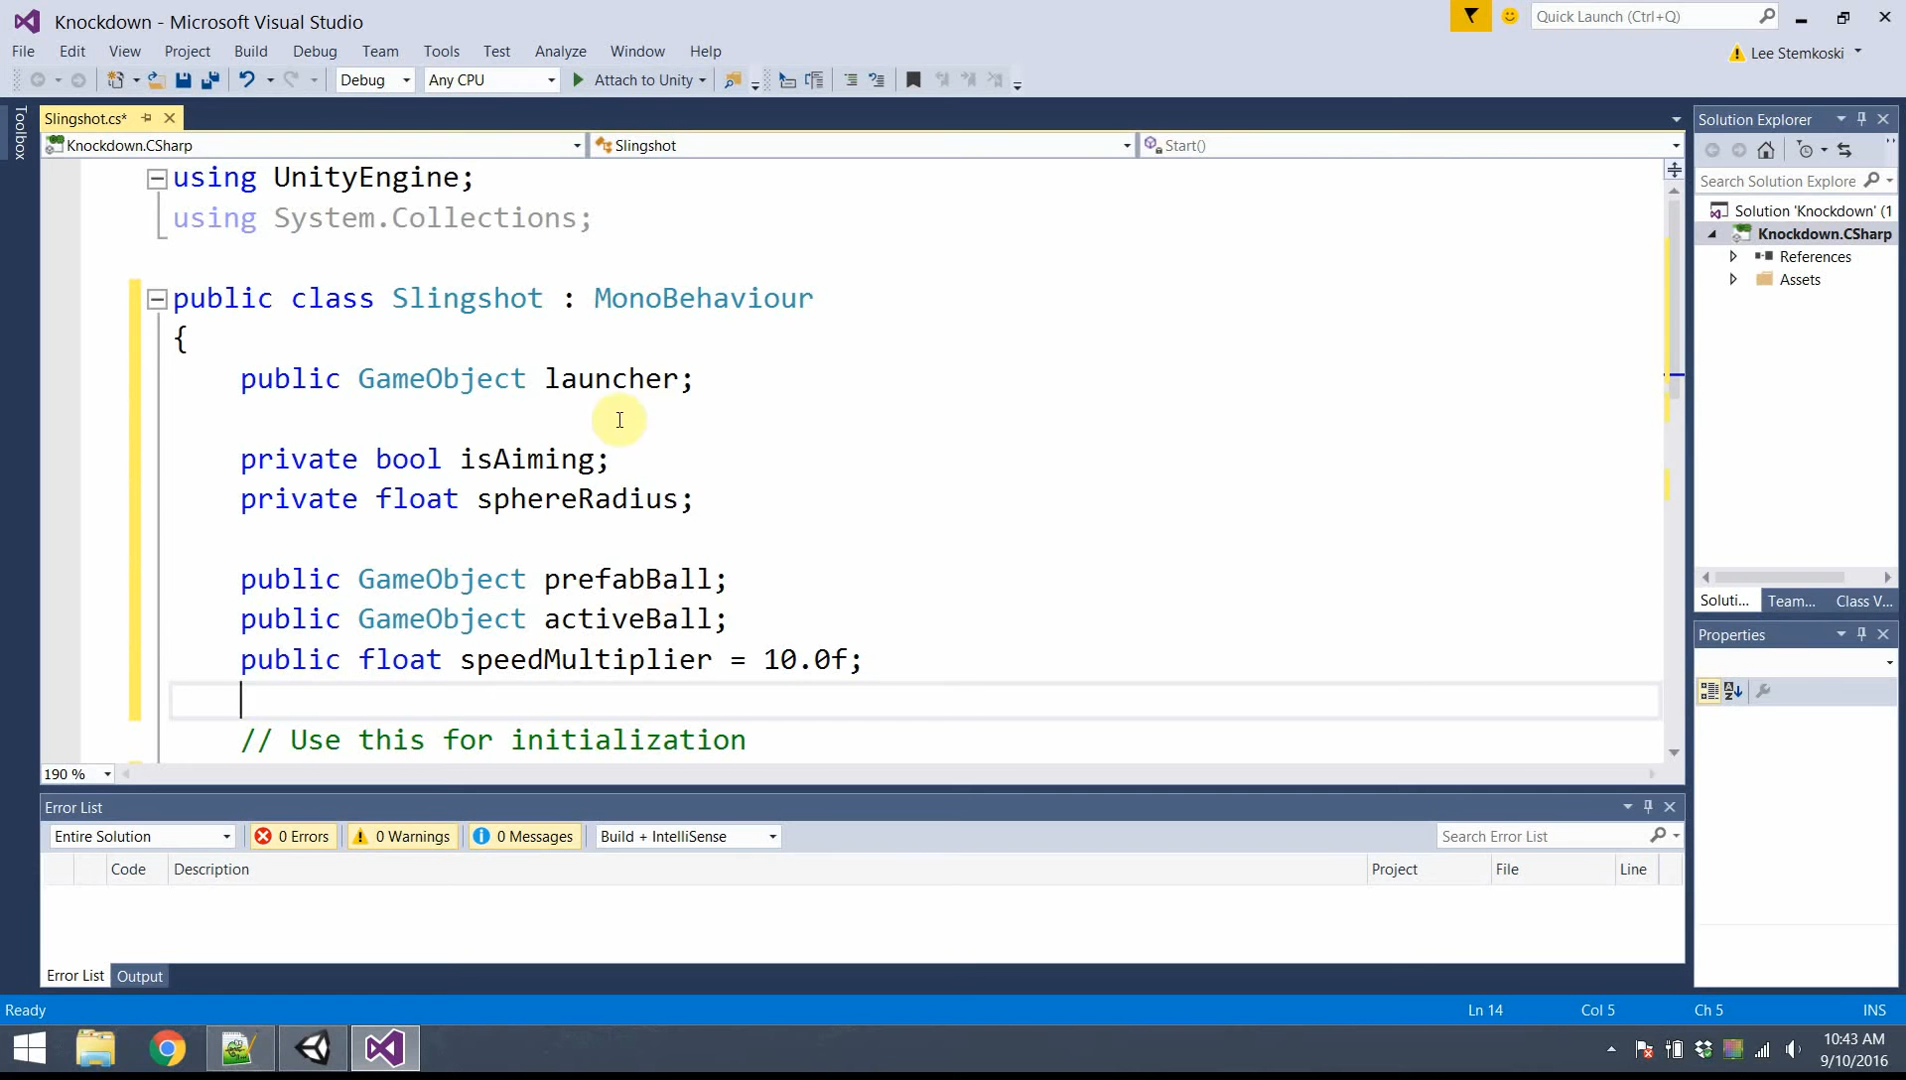 Knockdown - Microsoft Visual Studio
Quick Launch (Ctrl+Q)
File Edit View Project Build Debug Team Tools Test Analyze Window Help
Lee Stemkoski
Debug Any CPU Attach to Unity
Toolbox
Slingshot.cs*
Knockdown.CSharp Slingshot Start()
using UnityEngine;
using System.Collections;
public class Slingshot : MonoBehaviour
{
public GameObject launcher;
private bool isAiming;
private float sphereRadius;
public GameObject prefabBall;
public GameObject activeBall;
public float speedMultiplier = 10.0f;
// Use this for initialization
190 %
Solution Explorer
Search Solution Explore
Solution 'Knockdown' (1
Knockdown.CSharp
References
Assets
Soluti... Team... Class V...
Properties
Error List
Entire Solution 0 Errors 0 Warnings 0 Messages Build + IntelliSense Search Error List
Code Description Project File Line
Error List Output
Ready Ln 14 Col 5 Ch 5 INS
10:43 AM
9/10/2016